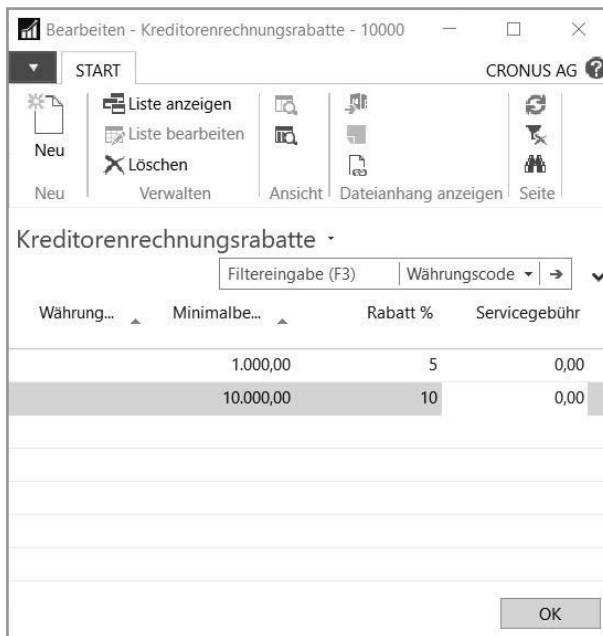 Bearbeiten - Kreditorenrechnungsrabatte - 10000
START
CRONUS AG
Neu
Liste anzeigen
Liste bearbeiten
Löschen
Neu
Verwalten
Ansicht
Dateianhang anzeigen
Seite
Kreditorenrechnungsrabatte
Filtereingabe (F3)
Währungscode
Währung... Minimalbe... Rabatt % Servicegebühr
1.000,00 5 0,00
10.000,00 10 0,00
OK